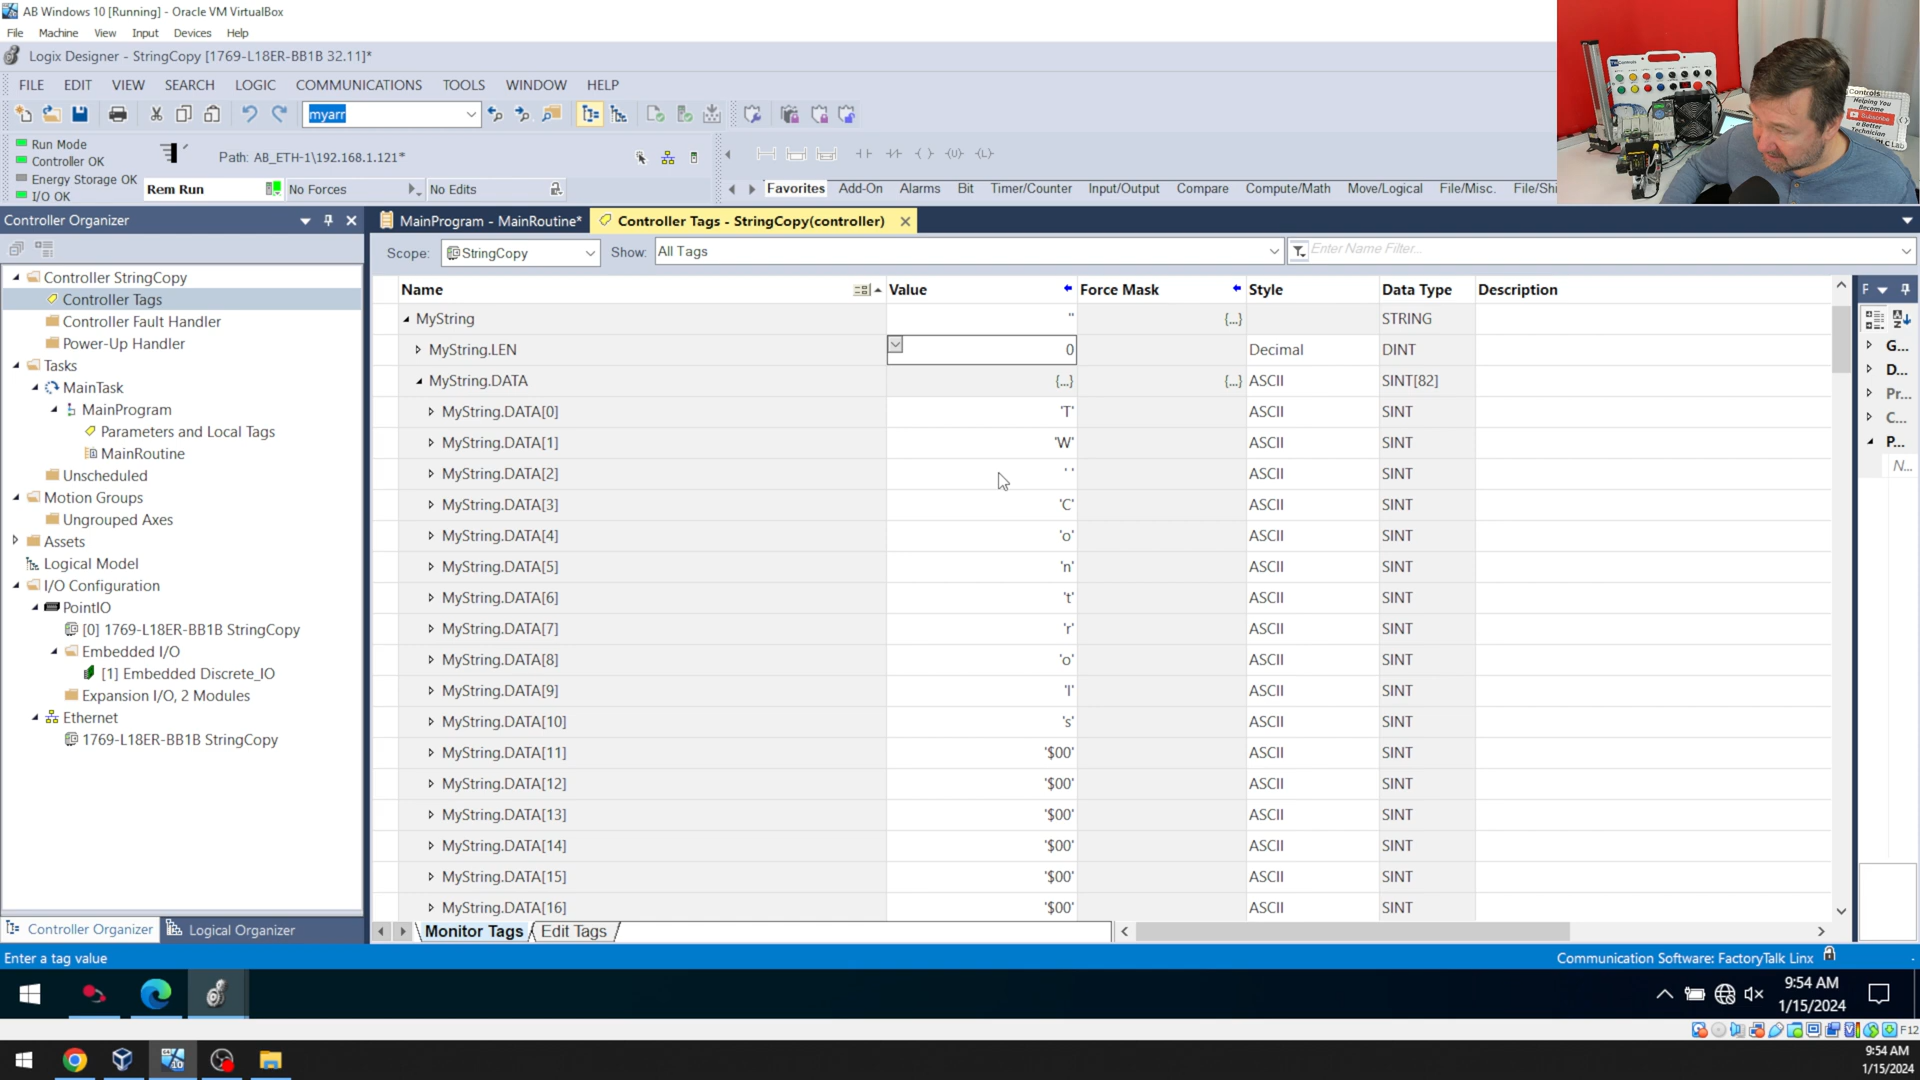 AB Windows 10 [Running] - Oracle VM VirtualBox
File Machine View Input Devices Help
Logix Designer - StringCopy [1769-L18ER-BB1B 32.11]*
FILE EDIT VIEW SEARCH LOGIC COMMUNICATIONS TOOLS WINDOW HELP
myarr
Run Mode
Controller OK
Energy Storage OK
I/O OK
Path: AB_ETH-1\192.168.1.121*
Rem Run No Forces No Edits
Favorites Add-On Alarms Bit Timer/Counter Input/Output Compare Compute/Math Move/Logical File/Misc. File/Shi
Controls
Helping You
Become
Subscribe
a Better
Technician
PLC Lab
Controller Organizer
Controller StringCopy
Controller Tags
Controller Fault Handler
Power-Up Handler
Tasks
MainTask
MainProgram
Parameters and Local Tags
MainRoutine
Unscheduled
Motion Groups
Ungrouped Axes
Assets
Logical Model
I/O Configuration
PointIO
[0] 1769-L18ER-BB1B StringCopy
Embedded I/O
[1] Embedded Discrete_IO
Expansion I/O, 2 Modules
Ethernet
1769-L18ER-BB1B StringCopy
Controller Organizer Logical Organizer
MainProgram - MainRoutine* Controller Tags - StringCopy(controller)
Scope: StringCopy Show: All Tags Enter Name Filter...
Name Value Force Mask Style Data Type Description
MyString '' {...} STRING
MyString.LEN 0 Decimal DINT
MyString.DATA {...} {...} ASCII SINT[82]
MyString.DATA[0] 'T' ASCII SINT
MyString.DATA[1] 'W' ASCII SINT
MyString.DATA[2] ' ' ASCII SINT
MyString.DATA[3] 'C' ASCII SINT
MyString.DATA[4] 'o' ASCII SINT
MyString.DATA[5] 'n' ASCII SINT
MyString.DATA[6] 't' ASCII SINT
MyString.DATA[7] 'r' ASCII SINT
MyString.DATA[8] 'o' ASCII SINT
MyString.DATA[9] 'l' ASCII SINT
MyString.DATA[10] 's' ASCII SINT
MyString.DATA[11] '$00' ASCII SINT
MyString.DATA[12] '$00' ASCII SINT
MyString.DATA[13] '$00' ASCII SINT
MyString.DATA[14] '$00' ASCII SINT
MyString.DATA[15] '$00' ASCII SINT
MyString.DATA[16] '$00' ASCII SINT
Monitor Tags Edit Tags
F
G...
D...
Pr...
C...
P...
N...
Enter a tag value Communication Software: FactoryTalk Linx
9:54 AM
1/15/2024
F12
9:54 AM
1/15/2024